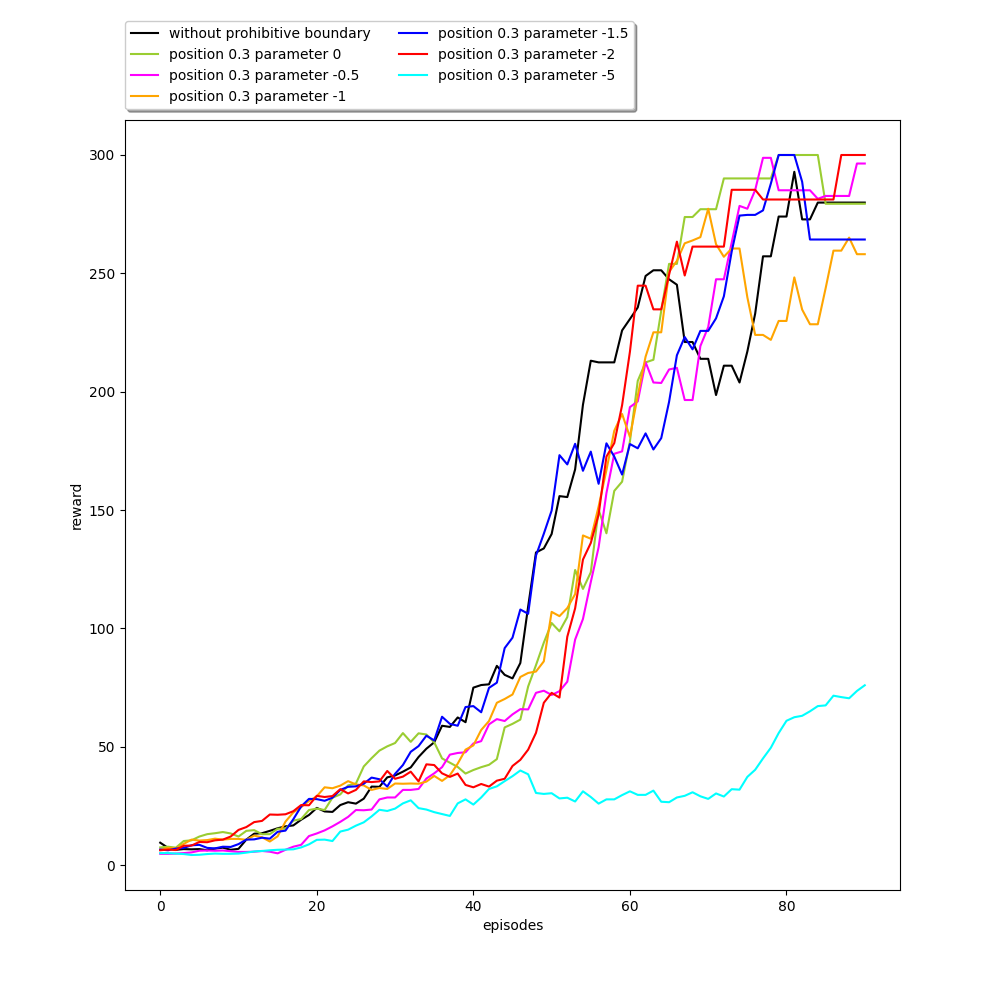 without prohibitive boundary
position 0.3 parameter 0
position 0.3 parameter -0.5
position 0.3 parameter -1
position 0.3 parameter -1.5
position 0.3 parameter -2
position 0.3 parameter -5
300
250
200
150
100
50
0
reward
0 20 40 60 80
episodes